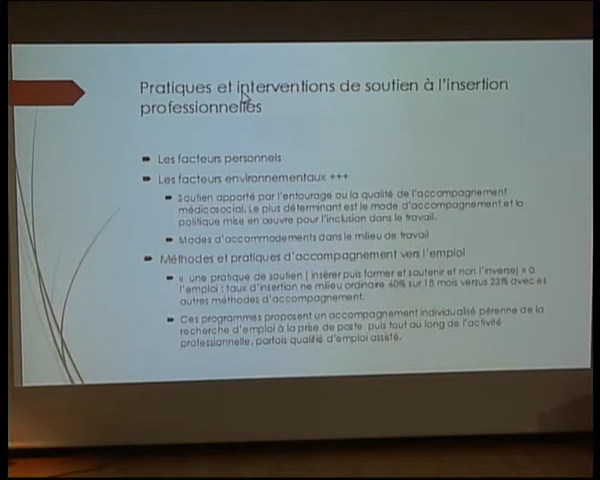 Pratiques et interventions de soutien à l'insertion
professionnelles
Les facteurs personnels
Les facteurs environnementaux +++
Soutien apporté par l'entourage ou la qualité de l'accompagnement
médicosocial. Le plus déterminant est le mode d'accompagnement et la
politique mise en œuvre pour l'inclusion dans le travail.
Modes d'accommodements dans le milieu de travail
Méthodes et pratiques d'accompagnement vers l'emploi
« une pratique de soutien ( insérer puis former et soutenir et non l'inverse) » à
l'emploi : taux d'insertion ne milieu ordinaire 60% sur 18 mois versus 23% avec es
autres méthodes d'accompagnement.
Ces programmes proposent un accompagnement individualisé pérenne de la
recherche d'emploi à la prise de poste puis tout au long de l'activité
professionnelle, parfois qualifié d'emploi assisté.